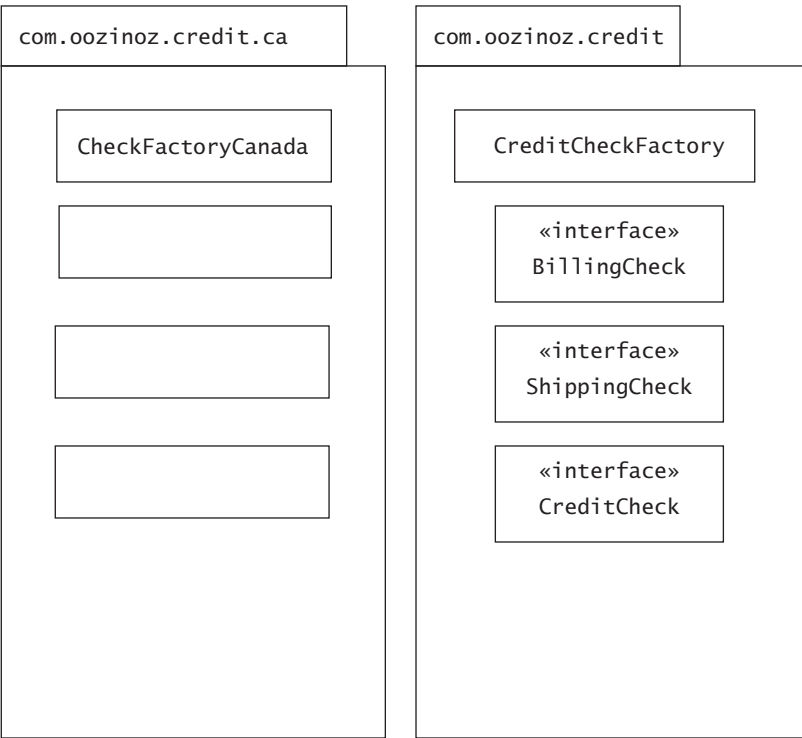 com.oozinoz.credit.ca
CheckFactoryCanada
com.oozinoz.credit
CreditCheckFactory
«interface»
BillingCheck
«interface»
ShippingCheck
«interface»
CreditCheck